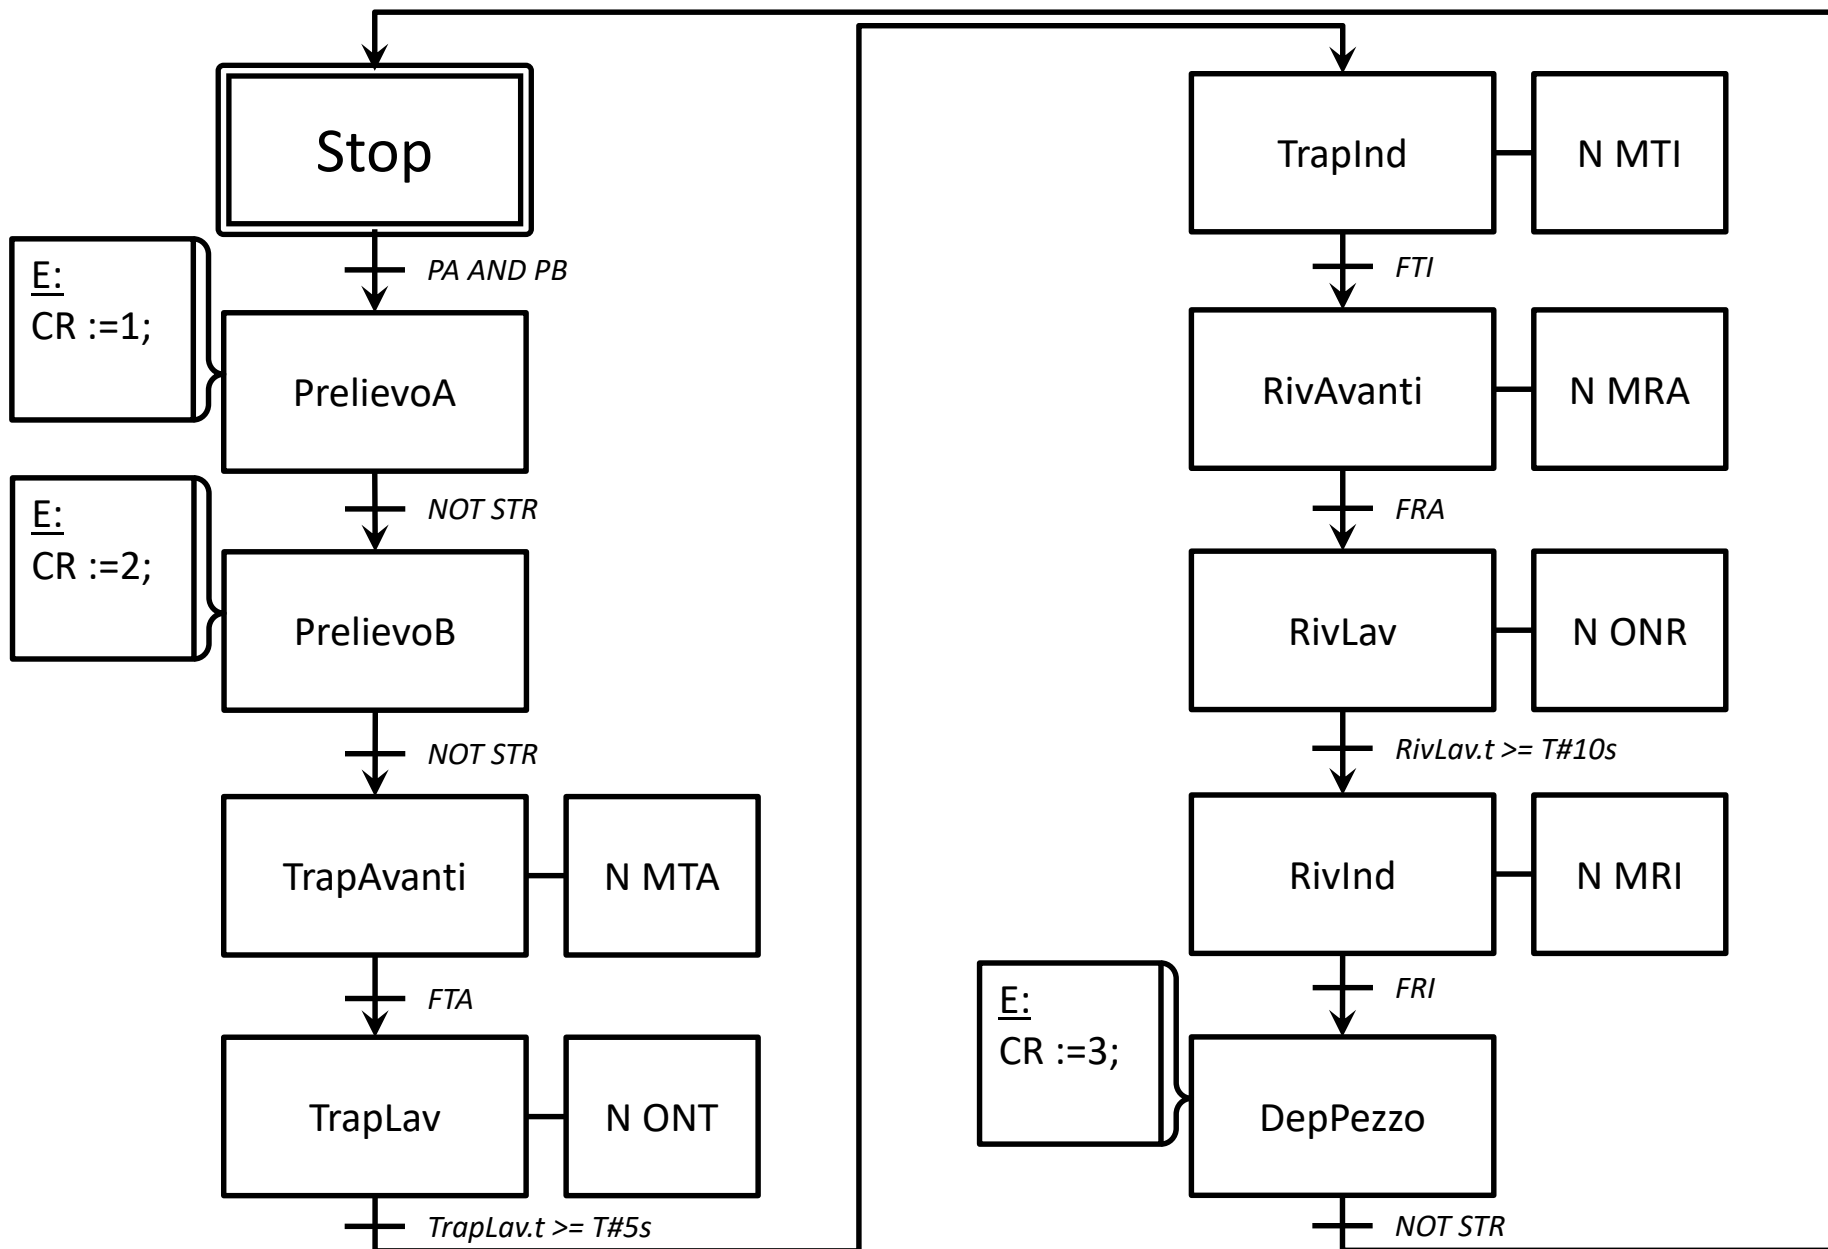 Stop
PA AND PB
E:
CR :=1;
PrelievoA
NOT STR
E:
CR :=2;
PrelievoB
NOT STR
TrapAvanti
N MTA
FTA
TrapLav
N ONT
TrapLav.t >= T#5s
TrapInd
N MTI
FTI
RivAvanti
N MRA
FRA
RivLav
N ONR
RivLav.t >= T#10s
RivInd
N MRI
FRI
E:
CR :=3;
DepPezzo
NOT STR